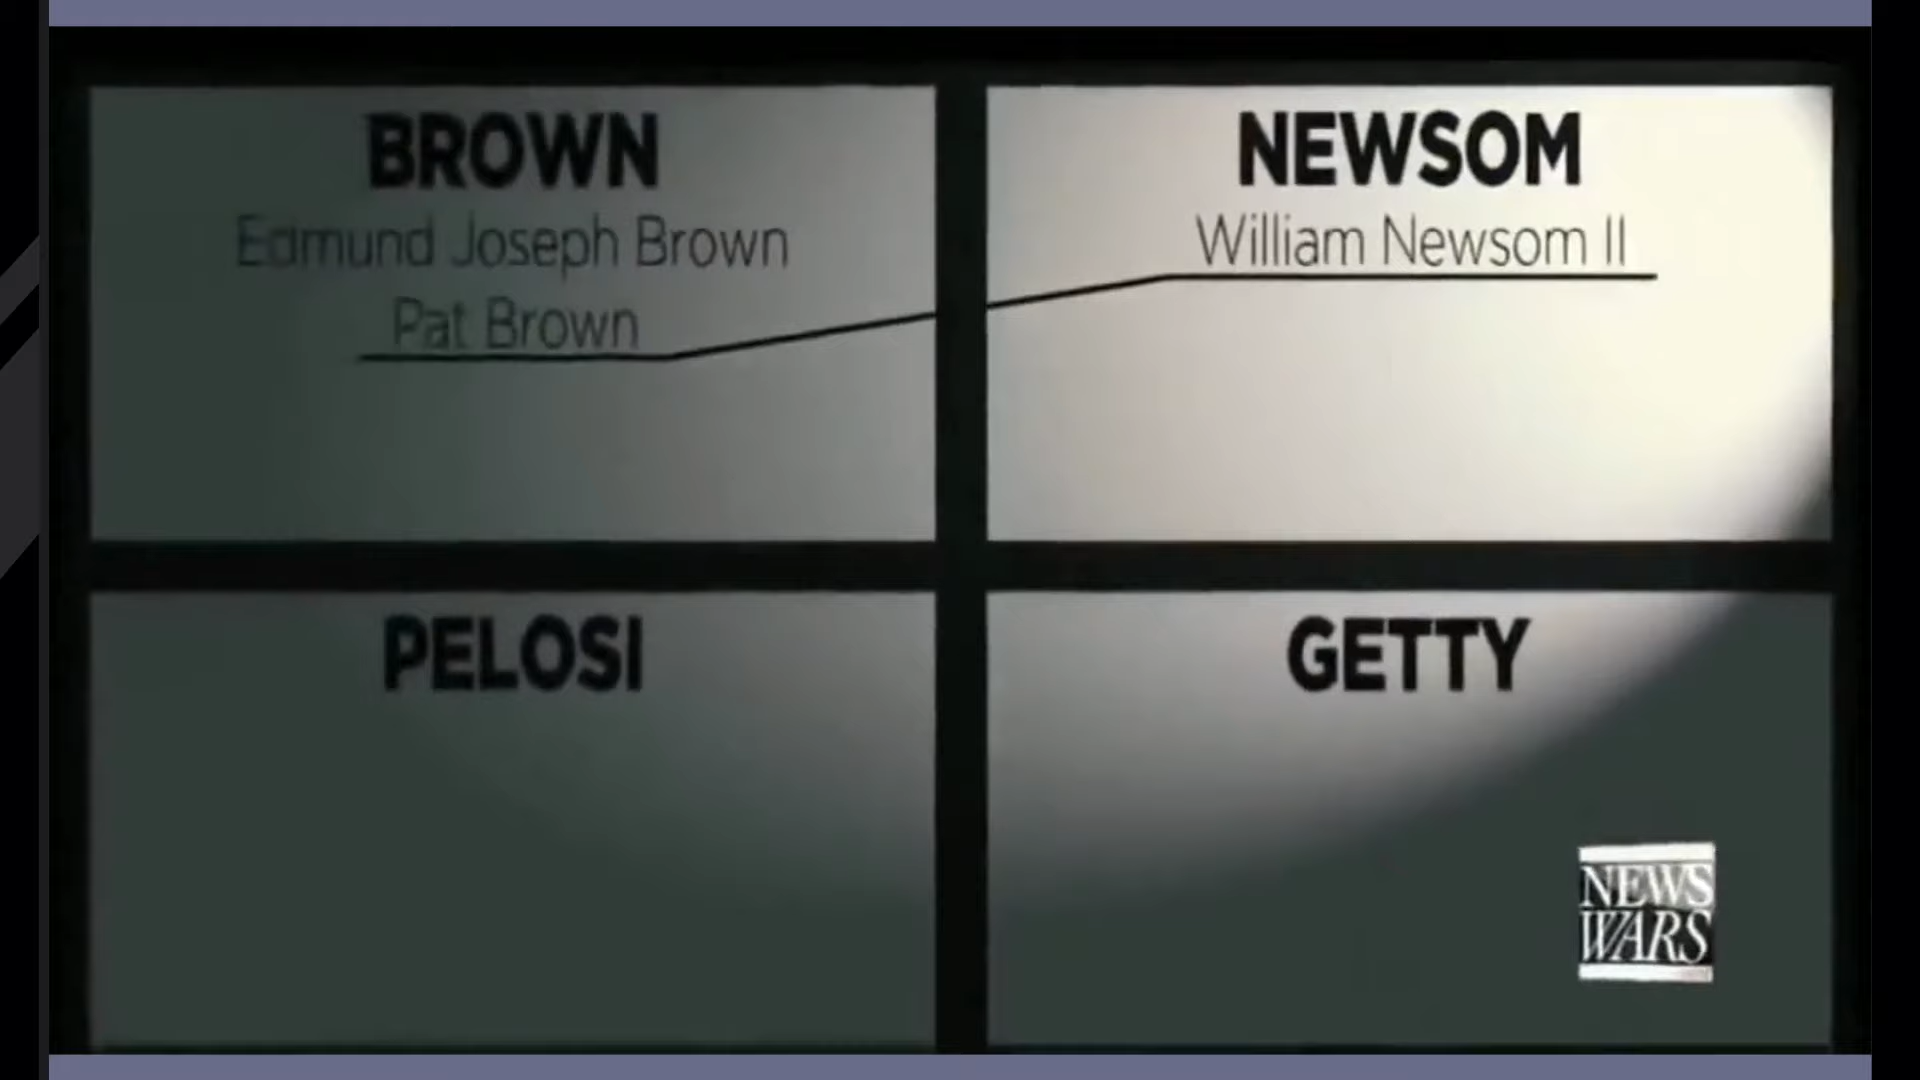 BROWN
Edmund Joseph Brown
Pat Brown
NEWSOM
William Newsom II
PELOSI
GETTY
NEWS
WARS